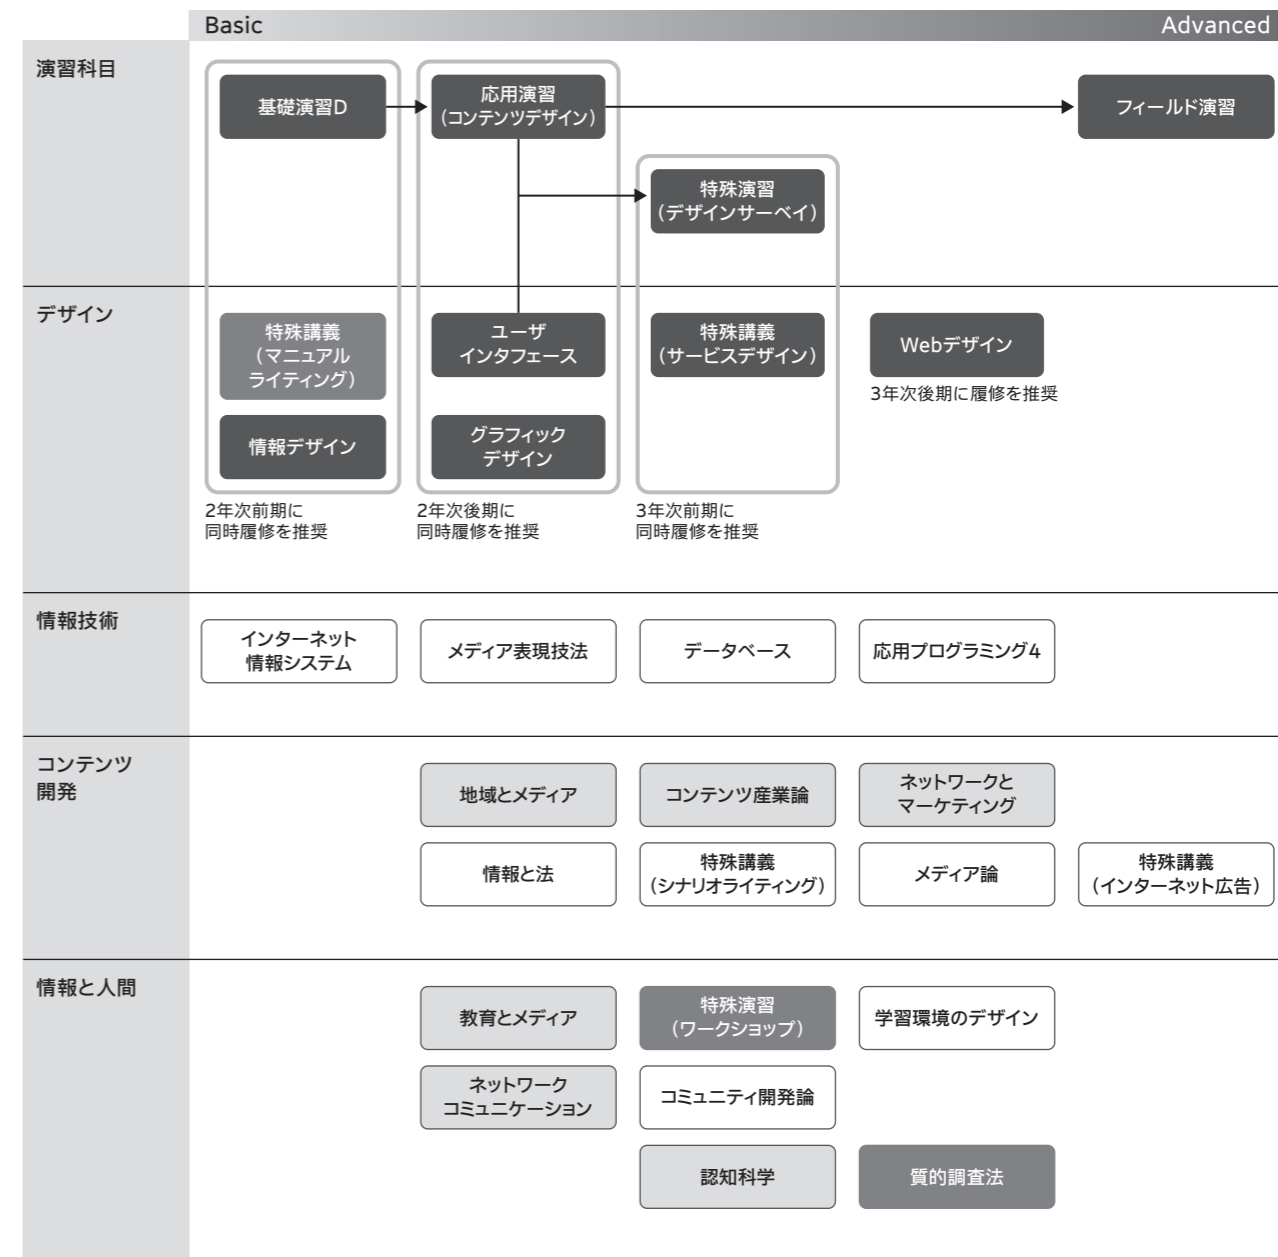 Basic
Advanced
演習科目
基礎演習D
応用演習
（コンテンツデザイン）
フィールド演習
特殊演習
（デザインサーベイ）
デザイン
特殊講義
（マニュアル
ライティング）
ユーザ
インタフェース
特殊講義
（サービスデザイン）
Webデザイン
3年次後期に履修を推奨
情報デザイン
グラフィック
デザイン
2年次前期に
同時履修を推奨
2年次後期に
同時履修を推奨
3年次前期に
同時履修を推奨
情報技術
インターネット
情報システム
メディア表現技法
データベース
応用プログラミング4
コンテンツ
開発
地域とメディア
コンテンツ産業論
ネットワークと
マーケティング
情報と法
特殊講義
（シナリオライティング）
メディア論
特殊講義
（インターネット広告）
情報と人間
教育とメディア
特殊演習
（ワークショップ）
学習環境のデザイン
ネットワーク
コミュニケーション
コミュニティ開発論
認知科学
質的調査法